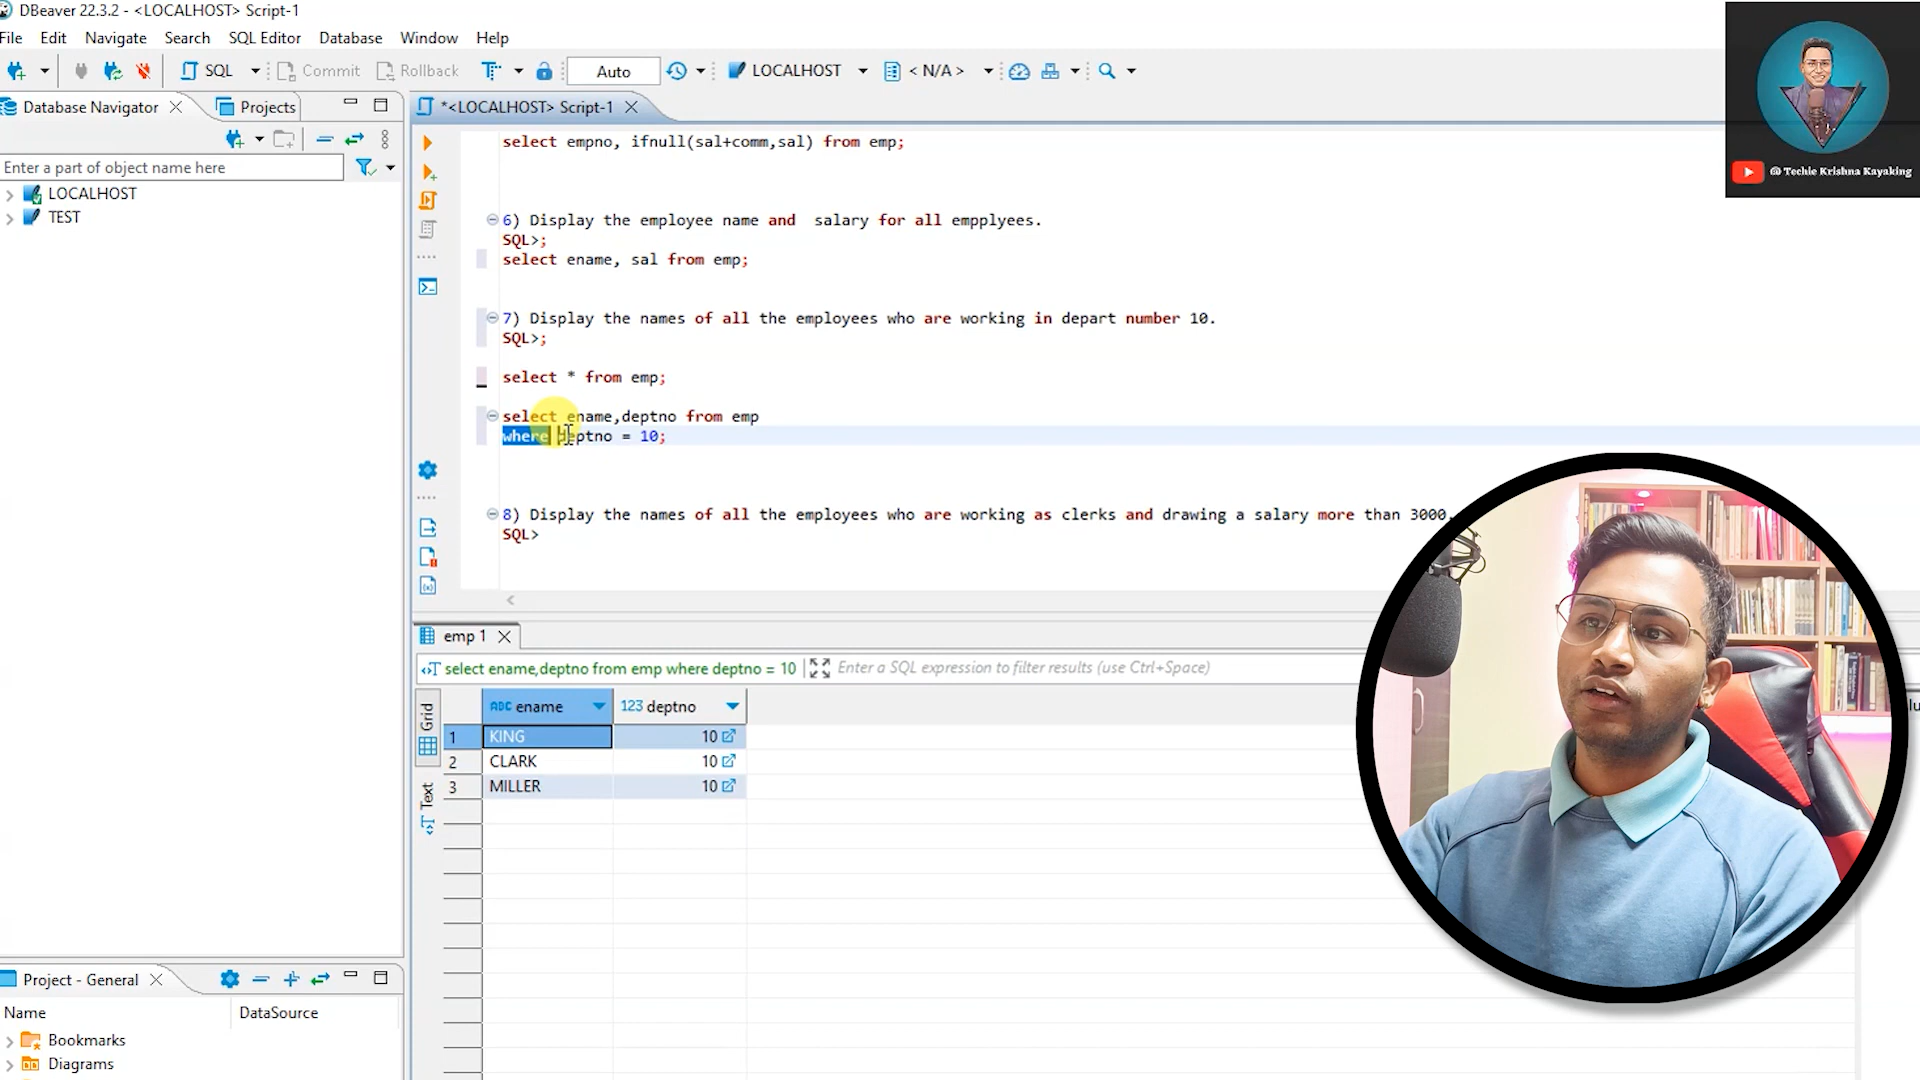 DBeaver 22.3.2 - <LOCALHOST> Script-1
File Edit Navigate Search SQL Editor Database Window Help
SQL Commit Rollback Auto LOCALHOST < N/A >
@ Techie Krishna Kayaking
Database Navigator Projects
*<LOCALHOST> Script-1
Enter a part of object name here
LOCALHOST
TEST
select empno, ifnull(sal+comm,sal) from emp;
6) Display the employee name and  salary for all empplyees.
SQL>;
select ename, sal from emp;
7) Display the names of all the employees who are working in depart number 10.
SQL>;
select * from emp;
select ename,deptno from emp
where deptno = 10;
8) Display the names of all the employees who are working as clerks and drawing a salary more than 3000.
SQL>
emp 1
select ename,deptno from emp where deptno = 10
Enter a SQL expression to filter results (use Ctrl+Space)
Grid
Text
ABC ename 123 deptno
1 KING 10
2 CLARK 10
3 MILLER 10
Project - General
Name DataSource
Bookmarks
Diagrams